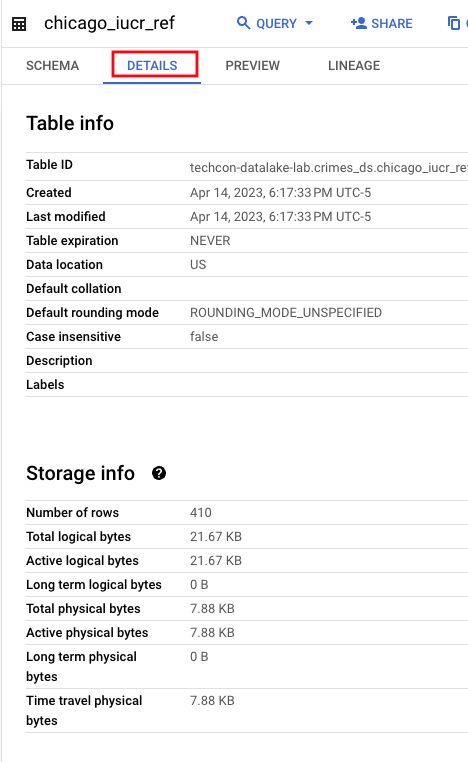 chicago_iucr_ref QUERY SHARE
SCHEMA DETAILS PREVIEW LINEAGE
Table info
Table ID techcon-datalake-lab.crimes_ds.chicago_iucr_re
Created Apr 14, 2023, 6:17:33 PM UTC-5
Last modified Apr 14, 2023, 6:17:33 PM UTC-5
Table expiration NEVER
Data location US
Default collation
Default rounding mode ROUNDING_MODE_UNSPECIFIED
Case insensitive false
Description
Labels
Storage info
Number of rows 410
Total logical bytes 21.67 KB
Active logical bytes 21.67 KB
Long term logical bytes 0 B
Total physical bytes 7.88 KB
Active physical bytes 7.88 KB
Long term physical 0 B
bytes
Time travel physical 7.88 KB
bytes